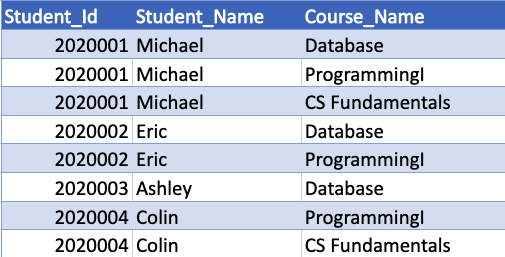 Student_Id Student_Name Course_Name
2020001 Michael Database
2020001 Michael ProgrammingI
2020001 Michael CS Fundamentals
2020002 Eric Database
2020002 Eric ProgrammingI
2020003 Ashley Database
2020004 Colin ProgrammingI
2020004 Colin CS Fundamentals